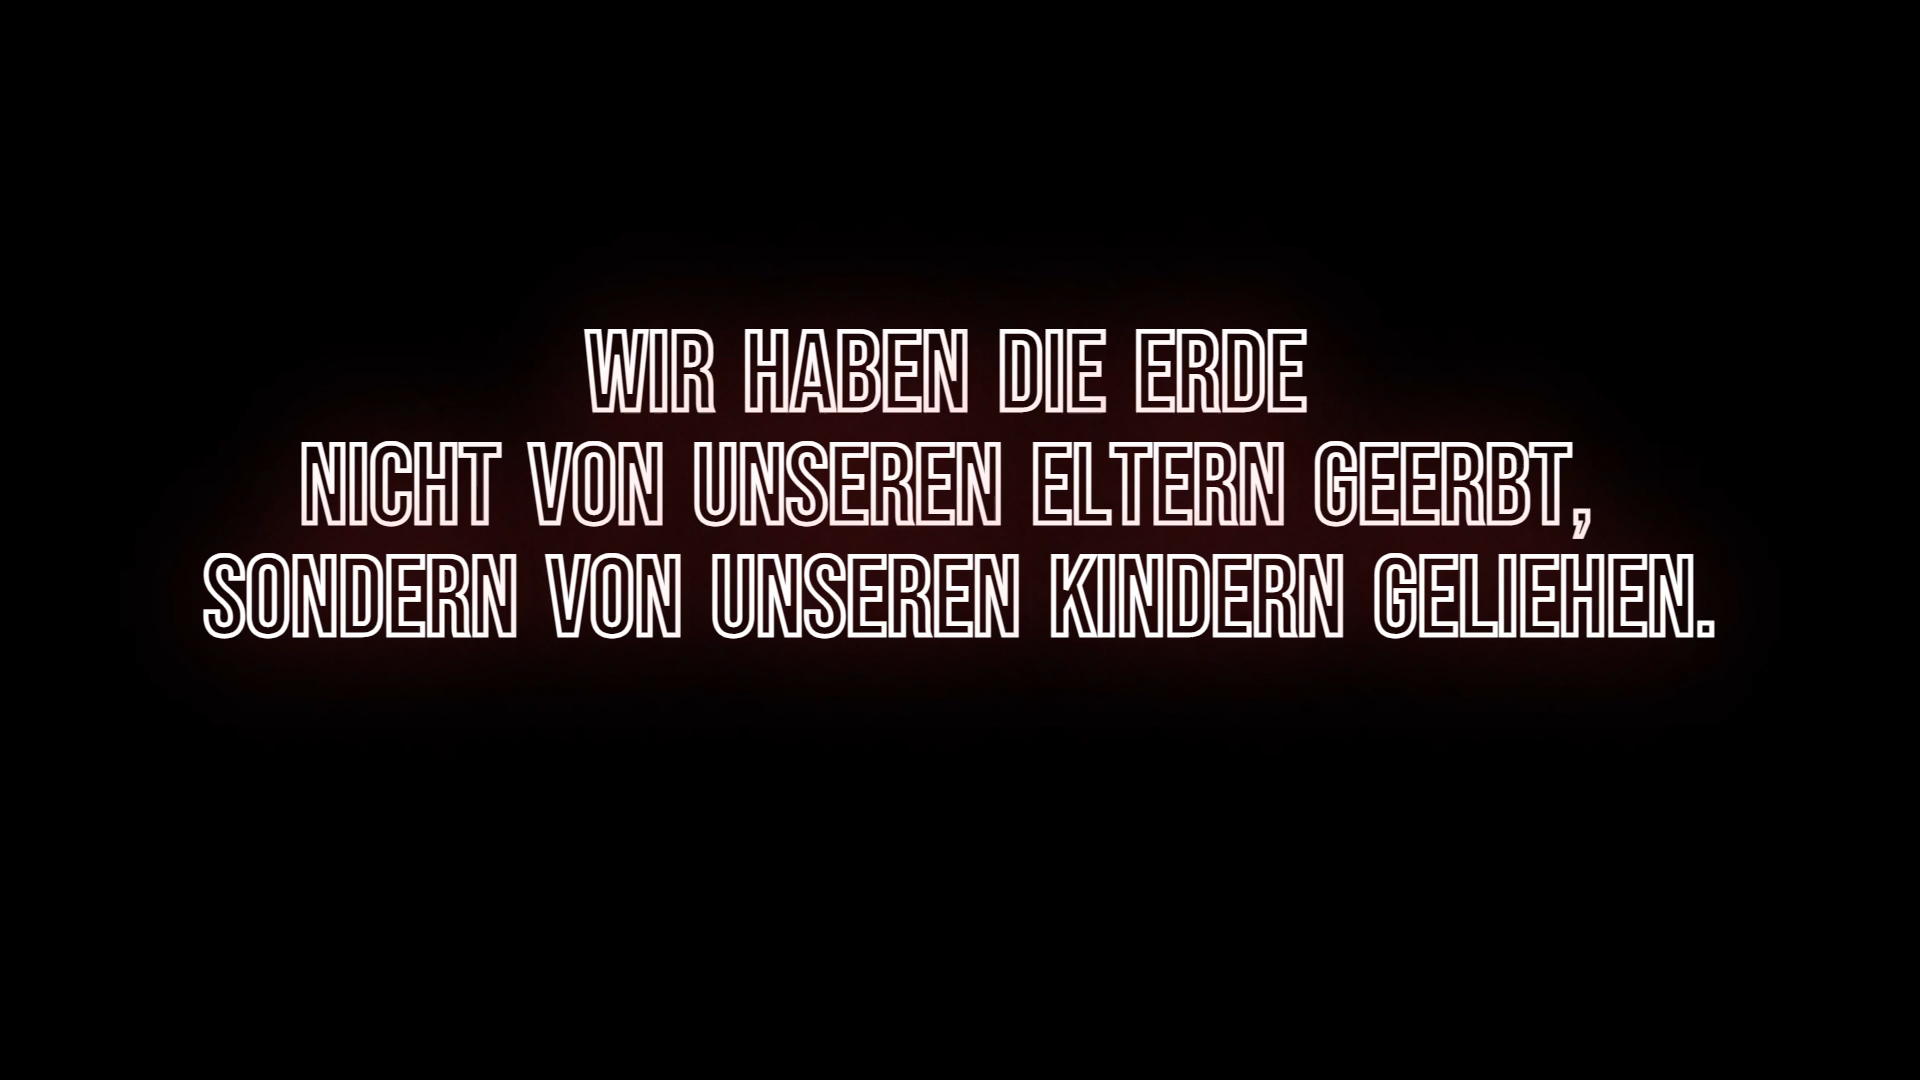 WIR HABEN DIE ERDE
NICHT VON UNSEREN ELTERN GEERBT,
SONDERN VON UNSEREN KINDERN GELIEHEN.